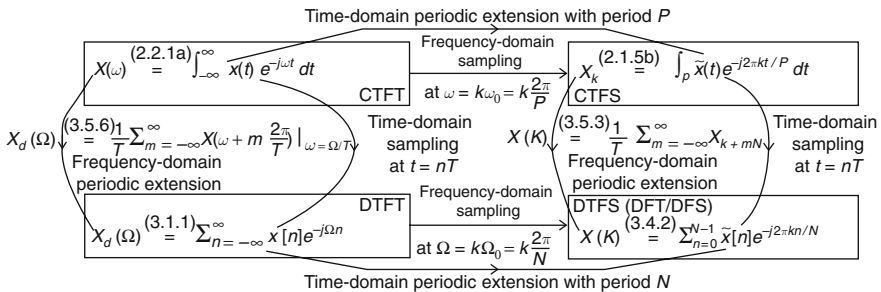 Time-domain periodic extension with period P
X(ω) (2.2.1a) = ∫_{-∞}^{∞} x(t) e^{-jωt} dt
CTFT
Frequency-domain
sampling
at ω = kω₀ = k 2π/P
X_k (2.1.5b) = ∫_P x̃(t) e^{-j2πkt/P} dt
CTFS
X_d(Ω) (3.5.6) = 1/T ∑_{m=-∞}^{∞} X(ω + m 2π/T)|_{ω=Ω/T}
Frequency-domain
periodic extension
Time-domain
sampling
at t = nT
X(K) (3.5.3) = 1/T ∑_{m=-∞}^{∞} X_{k+mN}
Frequency-domain
periodic extension
Time-domain
sampling
at t = nT
DTFT
X_d(Ω) (3.1.1) = ∑_{n=-∞}^{∞} x[n]e^{-jΩn}
Frequency-domain
sampling
at Ω = kΩ₀ = k 2π/N
DTFS (DFT/DFS)
X(K) (3.4.2) = ∑_{n=0}^{N-1} x̃[n]e^{-j2πkn/N}
Time-domain periodic extension with period N